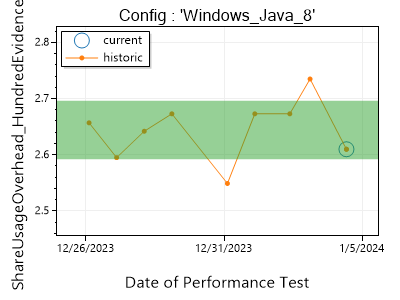 Config : 'Windows_Java_8'
ShareUsageOverhead_HundredEvidence
2.8
2.7
2.6
2.5
current
historic
12/26/2023
12/31/2023
1/5/2024
Date of Performance Test